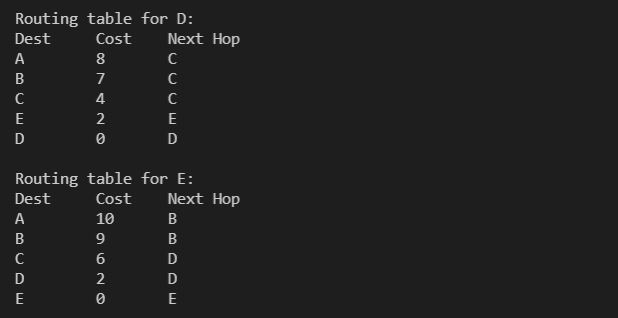 Routing table for D:
Dest Cost Next Hop
A 8 C
B 7 C
C 4 C
E 2 E
D 0 D
Routing table for E:
Dest Cost Next Hop
A 10 B
B 9 B
C 6 D
D 2 D
E 0 E